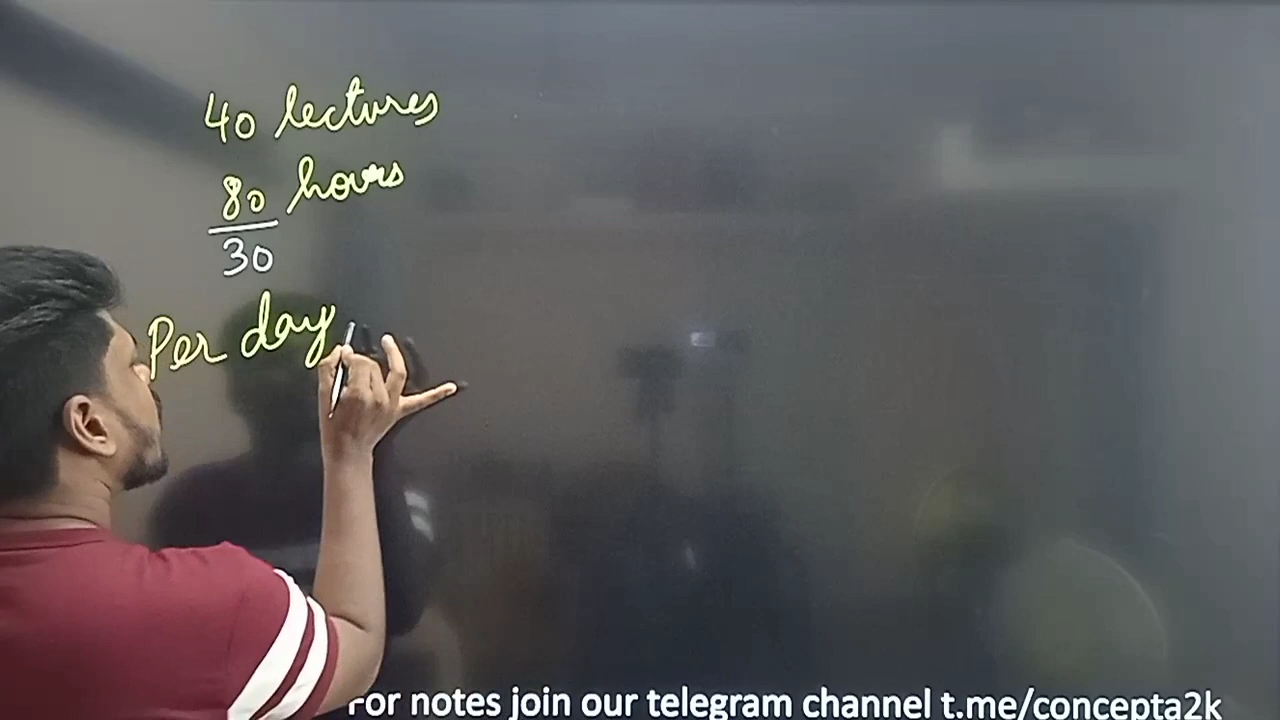 40 lectures
80 hours
30
Per day
For notes join our telegram channel t.me/concepta2k